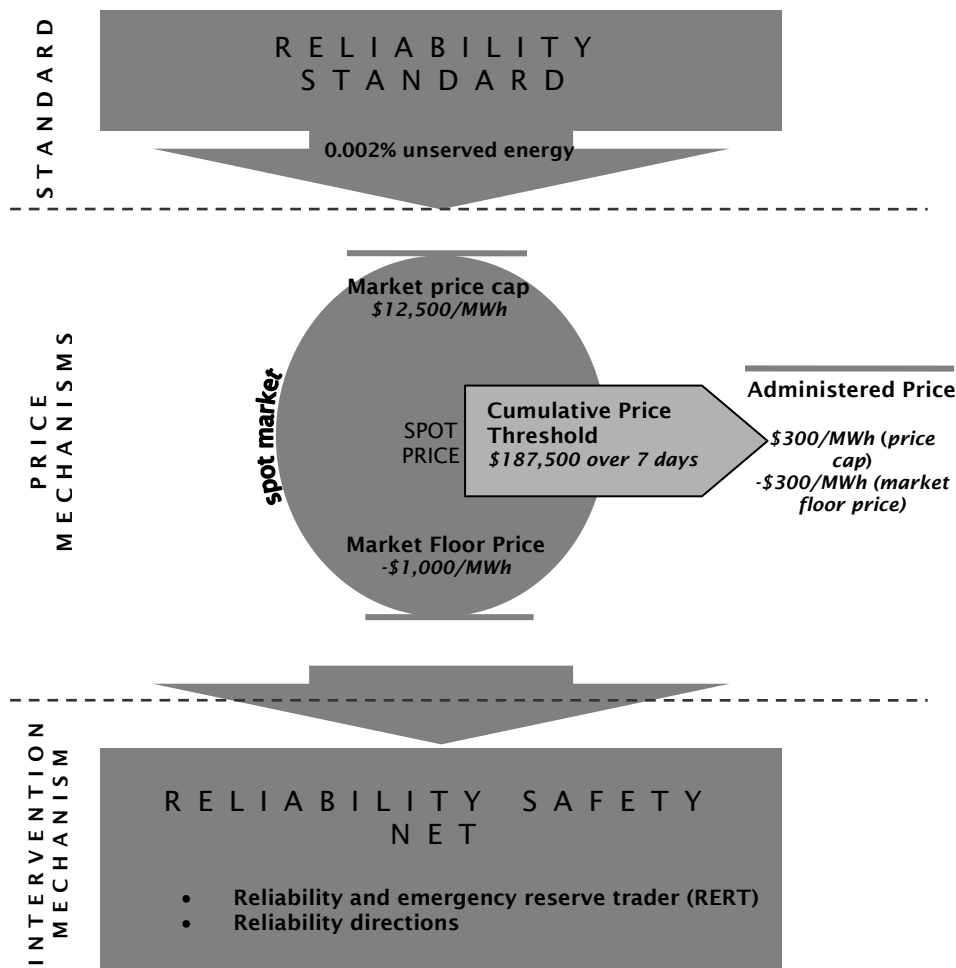 STANDARD
RELIABILITY
STANDARD
0.002% unserved energy
PRICE
MECHANISMS
spot market
Market price cap
$12,500/MWh
SPOT
PRICE
Cumulative Price
Threshold
$187,500 over 7 days
Administered Price
$300/MWh (price
cap)
-$300/MWh (market
floor price)
Market Floor Price
-$1,000/MWh
INTERVENTION
MECHANISM
RELIABILITY SAFETY
NET
• Reliability and emergency reserve trader (RERT)
• Reliability directions